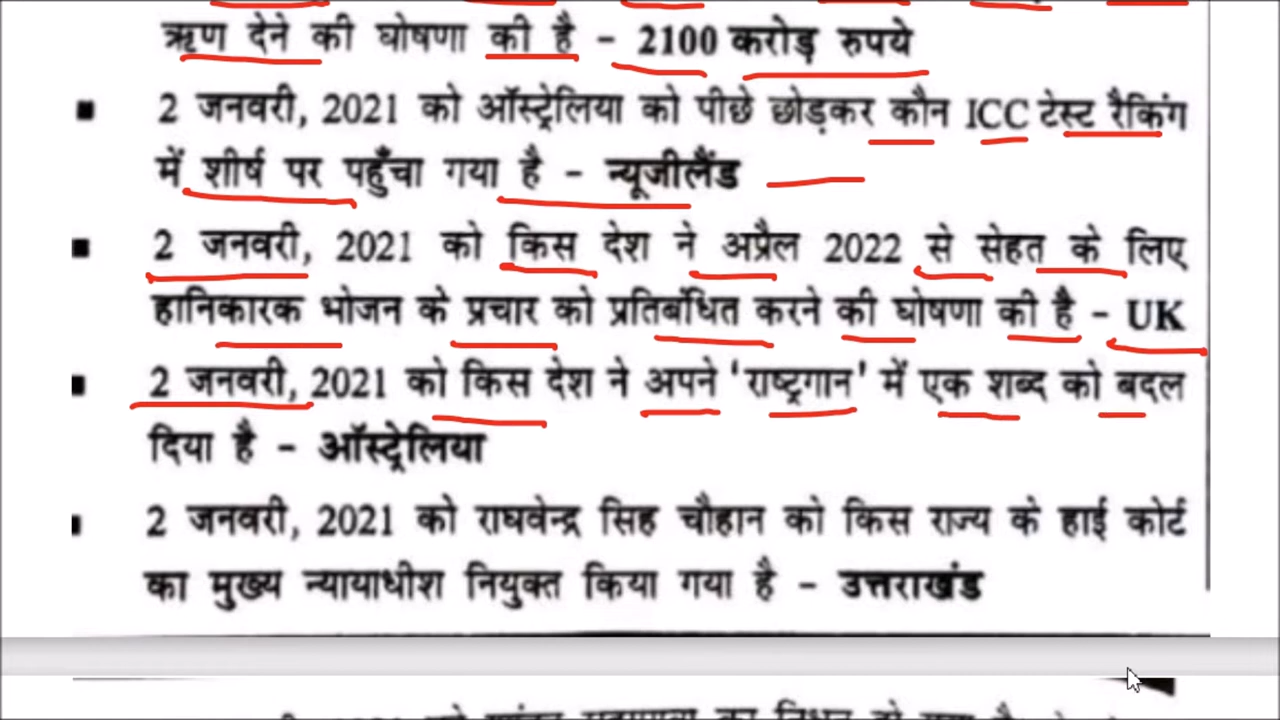 ऋण देने की घोषणा की है - 2100 करोड़ रुपये
■ 2 जनवरी, 2021 को ऑस्ट्रेलिया को पीछे छोड़कर कौन ICC टेस्ट रैकिंग
में शीर्ष पर पहुँचा गया है - न्यूजीलैंड
■ 2 जनवरी, 2021 को किस देश ने अप्रैल 2022 से सेहत के लिए
हानिकारक भोजन के प्रचार को प्रतिबंधित करने की घोषणा की है - UK
■ 2 जनवरी, 2021 को किस देश ने अपने 'राष्ट्रगान' में एक शब्द को बदल
दिया है - ऑस्ट्रेलिया
■ 2 जनवरी, 2021 को राघवेन्द्र सिंह चौहान को किस राज्य के हाई कोर्ट
का मुख्य न्यायाधीश नियुक्त किया गया है - उत्तराखंड